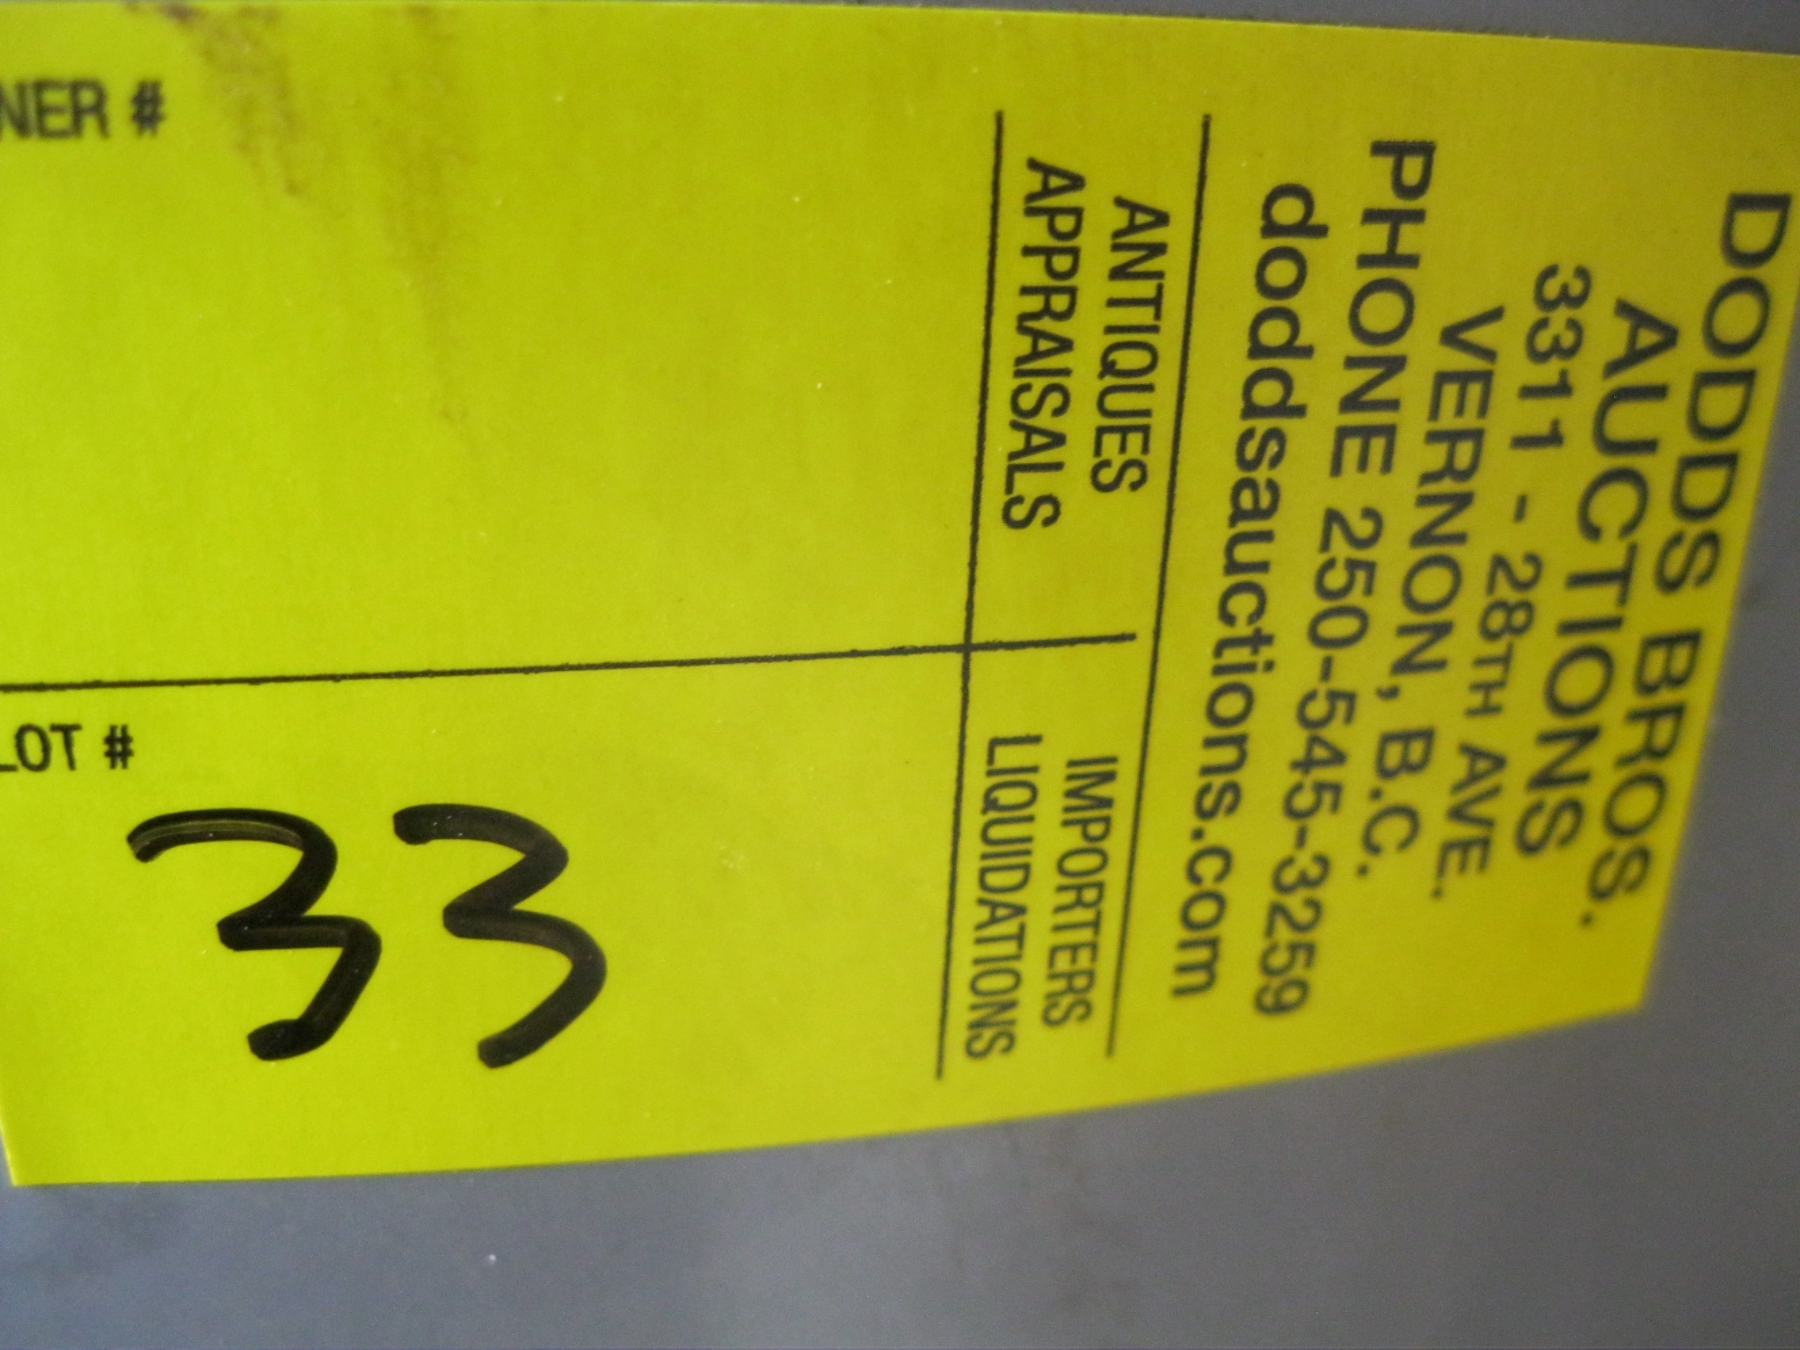 DODDS BROS.
AUCTIONS
3311 - 28TH AVE.
VERNON, B.C.
PHONE 250-545-3259
doddsauctions.com
ANTIQUES
APPRAISALS
IMPORTERS
LIQUIDATIONS
NER #
LOT #
33